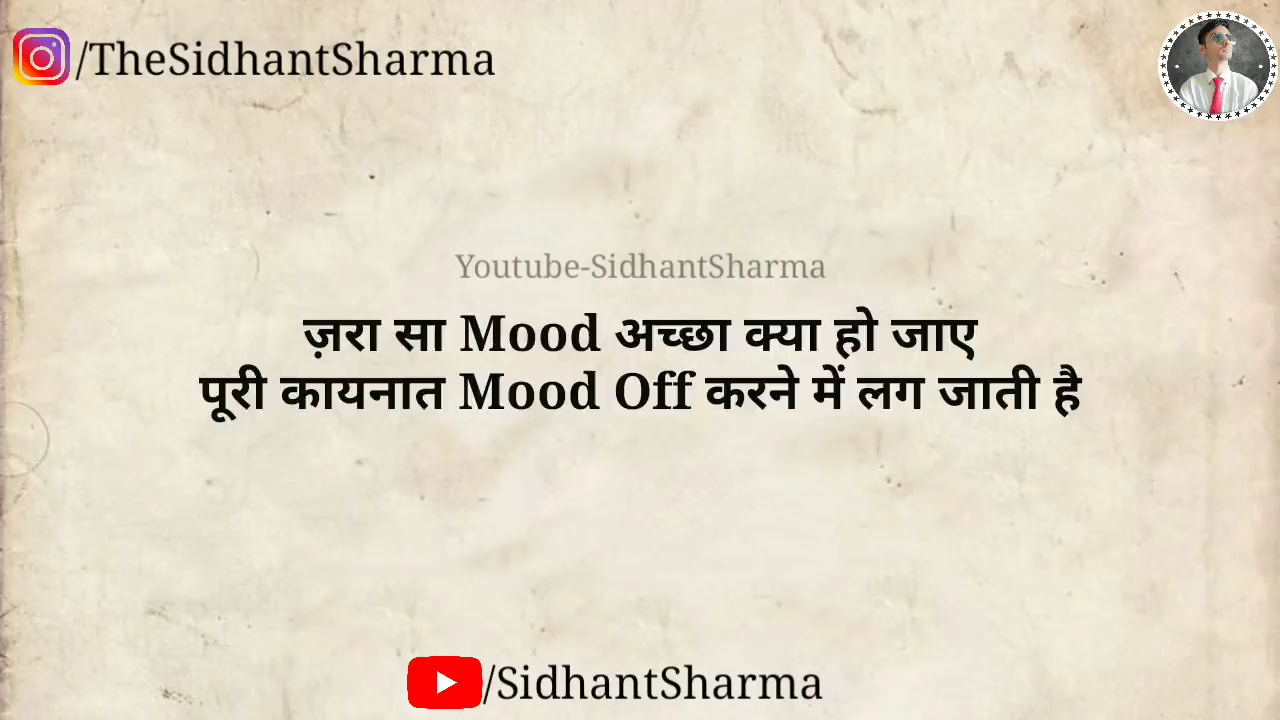 /TheSidhantSharma
Youtube-SidhantSharma
ज़रा सा Mood अच्छा क्या हो जाए
पूरी कायनात Mood Off करने में लग जाती है
/SidhantSharma